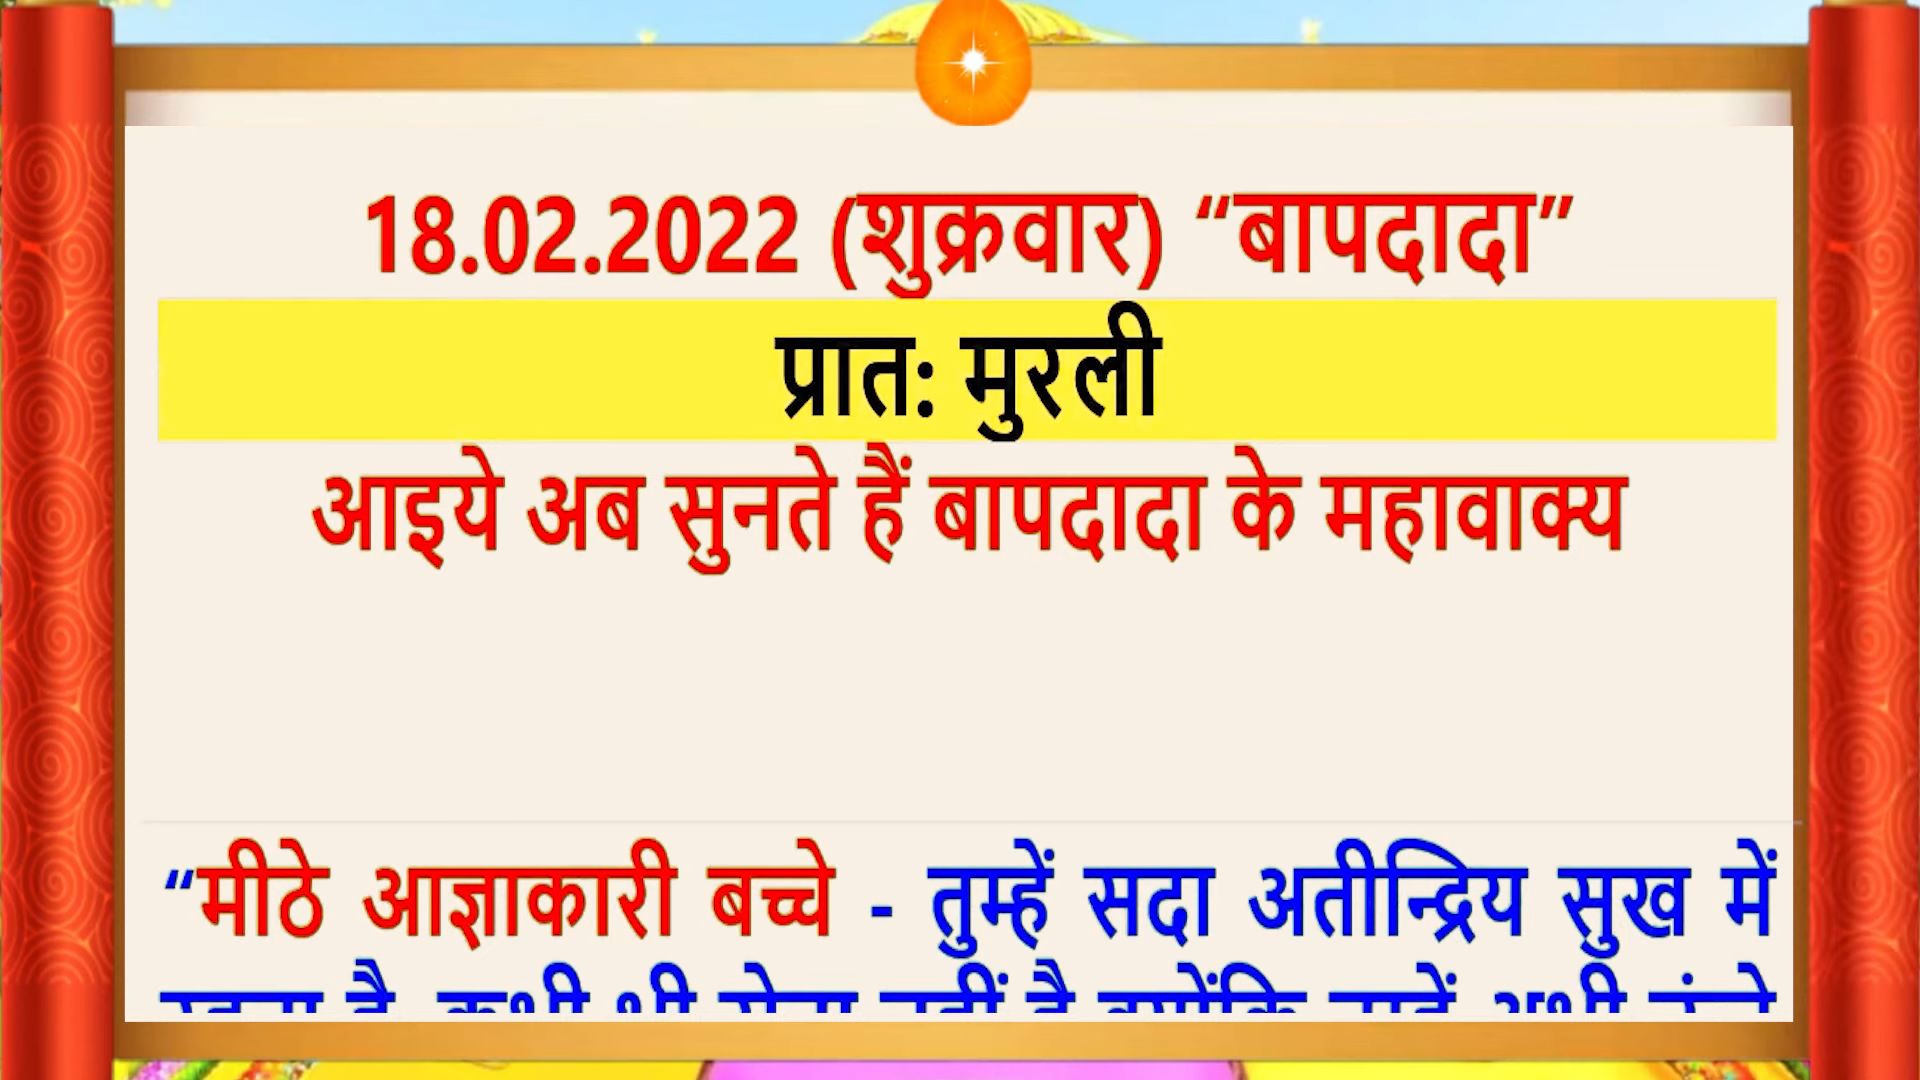 18.02.2022 (शुक्रवार) “बापदादा”
प्रात: मुरली
आइये अब सुनते हैं बापदादा के महावाक्य
“मीठे आज्ञाकारी बच्चे - तुम्हें सदा अतीन्द्रिय सुख में